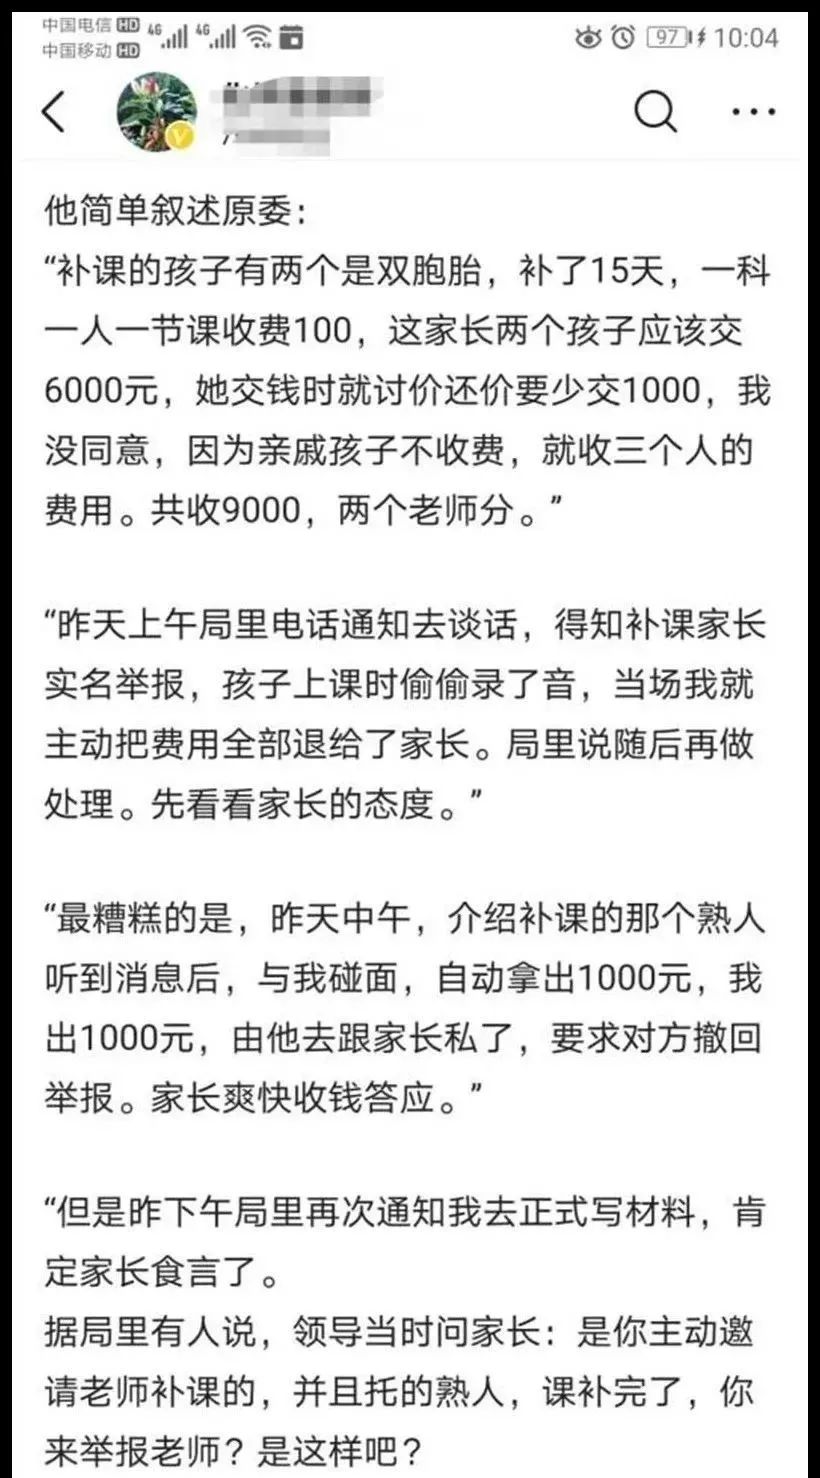 中国电信 HD 4G 4G 97 10:04
中国移动 HD
他简单叙述原委：
“补课的孩子有两个是双胞胎，补了15天，一科
一人一节课收费100，这家长两个孩子应该交
6000元，她交钱时就讨价还价要少交1000，我
没同意，因为亲戚孩子不收费，就收三个人的
费用。共收9000，两个老师分。”
“昨天上午局里电话通知去谈话，得知补课家长
实名举报，孩子上课时偷偷录了音，当场我就
主动把费用全部退给了家长。局里说随后再做
处理。先看看家长的态度。”
“最糟糕的是，昨天中午，介绍补课的那个熟人
听到消息后，与我碰面，自动拿出1000元，我
出1000元，由他去跟家长私了，要求对方撤回
举报。家长爽快收钱答应。”
“但是昨下午局里再次通知我去正式写材料，肯
定家长食言了。
据局里有人说，领导当时问家长：是你主动邀
请老师补课的，并且托的熟人，课补完了，你
来举报老师？是这样吧？